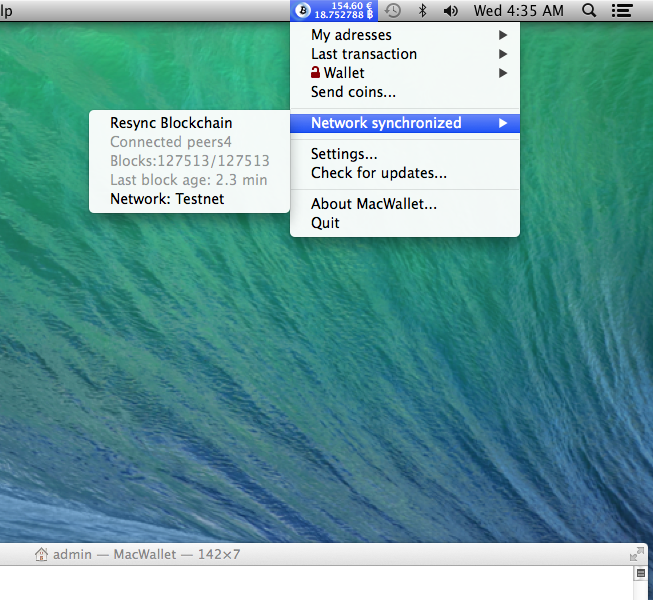 lp
154.60 €
18.752788 ฿
Wed 4:35 AM
My adresses
Last transaction
Wallet
Send coins...
Network synchronized
Resync Blockchain
Connected peers4
Blocks:127513/127513
Last block age: 2.3 min
Network: Testnet
Settings...
Check for updates...
About MacWallet...
Quit
admin — MacWallet — 142×7